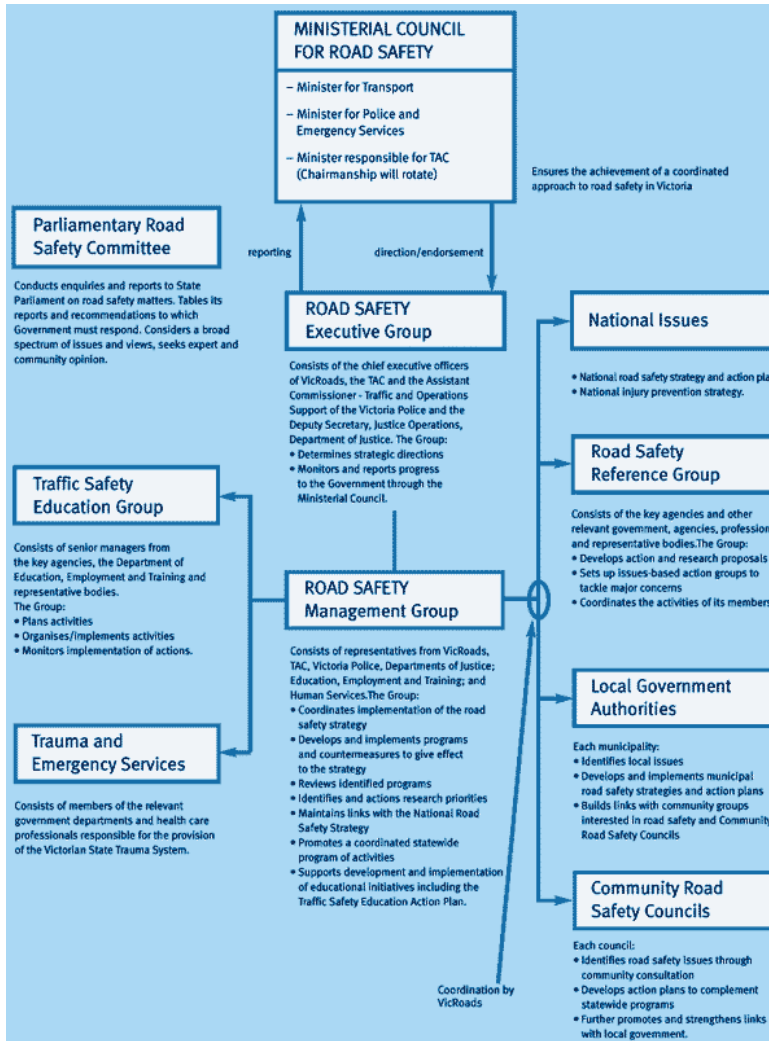 MINISTERIAL COUNCIL
FOR ROAD SAFETY
– Minister for Transport
– Minister for Police and
Emergency Services
– Minister responsible for TAC
(Chairmanship will rotate)
Ensures the achievement of a coordinated
approach to road safety in Victoria
Parliamentary Road
Safety Committee
reporting
direction/endorsement
Conducts enquiries and reports to State
Parliament on road safety matters. Tables its
reports and recommendations to which
Government must respond. Considers a broad
spectrum of issues and views, seeks expert and
community opinion.
ROAD SAFETY
Executive Group
Consists of the chief executive officers
of VicRoads, the TAC and the Assistant
Commissioner - Traffic and Operations
Support of the Victoria Police and the
Deputy Secretary, Justice Operations,
Department of Justice. The Group:
• Determines strategic directions
• Monitors and reports progress
to the Government through the
Ministerial Council.
National Issues
• National road safety strategy and action pla
• National injury prevention strategy.
Road Safety
Reference Group
Consists of the key agencies and other
relevant government, agencies, profession
and representative bodies.The Group:
• Develops action and research proposals
• Sets up issues-based action groups to
tackle major concerns
• Coordinates the activities of its members
Traffic Safety
Education Group
Consists of senior managers from
the key agencies, the Department of
Education, Employment and Training and
representative bodies.
The Group:
• Plans activities
• Organises/implements activities
• Monitors implementation of actions.
ROAD SAFETY
Management Group
Consists of representatives from VicRoads,
TAC, Victoria Police, Departments of Justice;
Education, Employment and Training; and
Human Services.The Group:
• Coordinates implementation of the road
safety strategy
• Develops and implements programs
and countermeasures to give effect
to the strategy
• Reviews identified programs
• Identifies and actions research priorities
• Maintains links with the National Road
Safety Strategy
• Promotes a coordinated statewide
program of activities
• Supports development and implementation
of educational initiatives including the
Traffic Safety Education Action Plan.
Trauma and
Emergency Services
Consists of members of the relevant
government departments and health care
professionals responsible for the provision
of the Victorian State Trauma System.
Local Government
Authorities
Each municipality:
• Identifies local issues
• Develops and implements municipal
road safety strategies and action plans
• Builds links with community groups
interested in road safety and Community
Road Safety Councils
Community Road
Safety Councils
Each council:
• Identifies road safety issues through
community consultation
• Develops action plans to complement
statewide programs
• Further promotes and strengthens links
with local government.
Coordination by
VicRoads